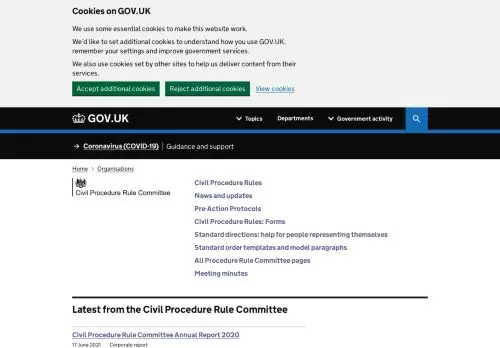 Cookies on GOV.UK
We use some essential cookies to make this website work.
We'd like to set additional cookies to understand how you use GOV.UK,
remember your settings and improve government services.
We also use cookies set by other sites to help us deliver content from their
services.
Accept additional cookies
Reject additional cookies
View cookies
GOV.UK
Topics
Departments
Government activity
→ Coronavirus (COVID-19) | Guidance and support
Home > Organisations
Civil Procedure Rule Committee
Civil Procedure Rules
News and updates
Pre-Action Protocols
Civil Procedure Rules: Forms
Standard directions: help for people representing themselves
Standard order templates and model paragraphs
All Procedure Rule Committee pages
Meeting minutes
Latest from the Civil Procedure Rule Committee
Civil Procedure Rule Committee Annual Report 2020
17 June 2021 Corporate report